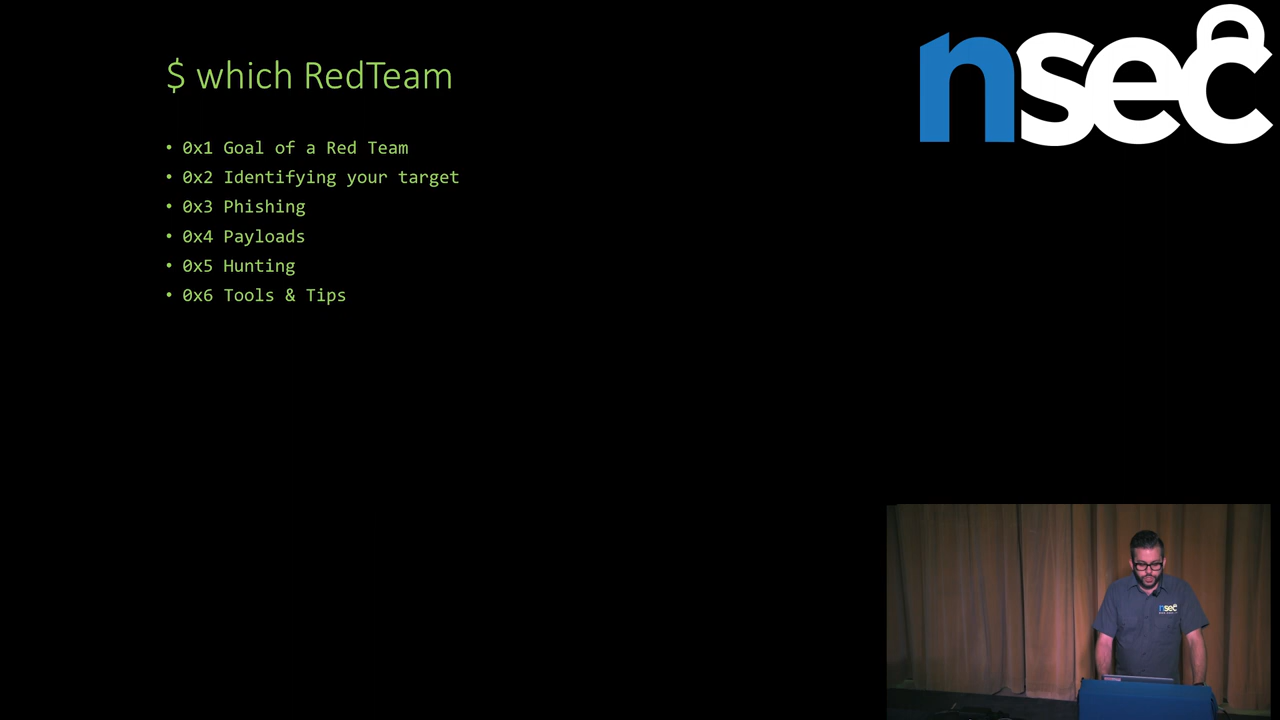 $ which RedTeam
nsec
• 0x1 Goal of a Red Team
• 0x2 Identifying your target
• 0x3 Phishing
• 0x4 Payloads
• 0x5 Hunting
• 0x6 Tools & Tips
nsec